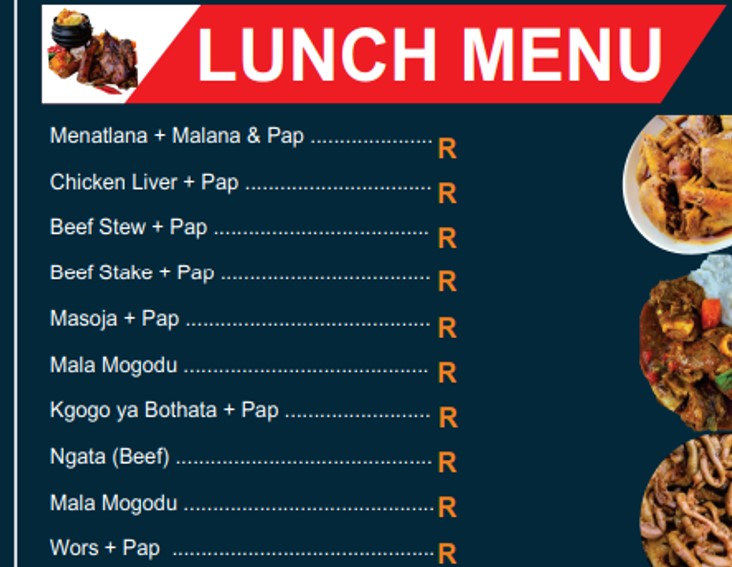 LUNCH MENU
Menatlana + Malana & Pap ..................... R
Chicken Liver + Pap ................................ R
Beef Stew + Pap ..................................... R
Beef Stake + Pap .................................... R
Masoja + Pap .......................................... R
Mala Mogodu .......................................... R
Kgogo ya Bothata + Pap ......................... R
Ngata (Beef) ............................................ R
Mala Mogodu ........................................... R
Wors + Pap ............................................. R